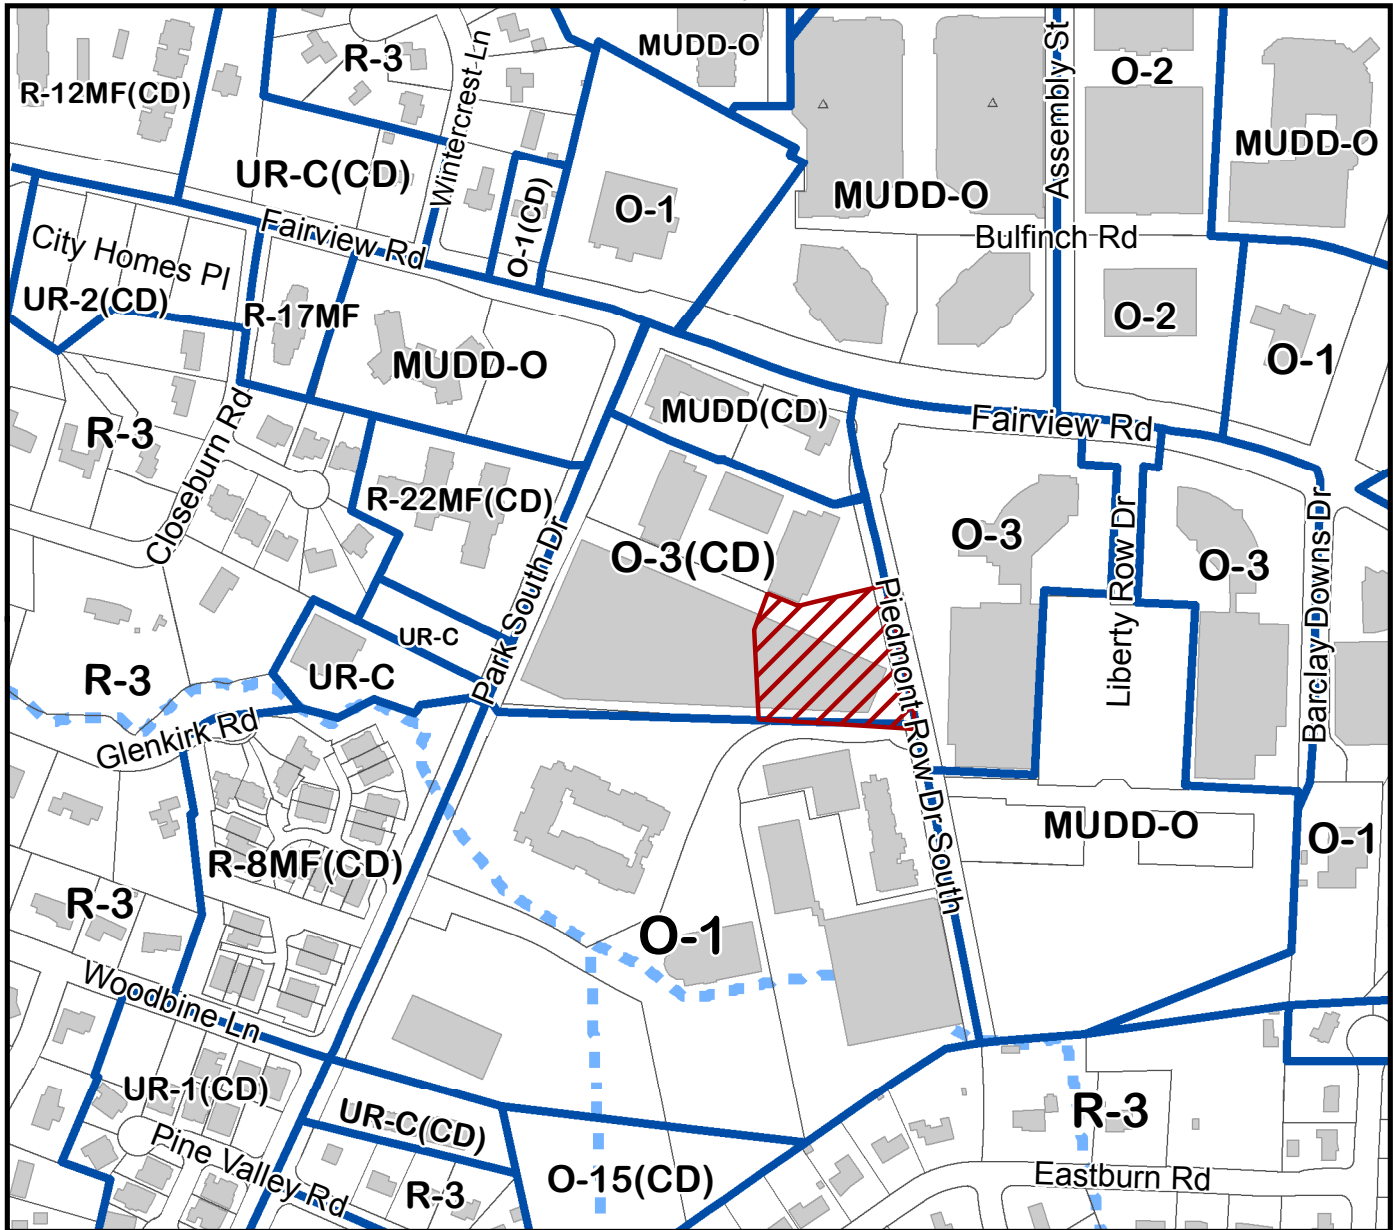 R-3
MUDD-O
R-12MF(CD)
Wintercrest Ln
Assembly St
O-2
MUDD-O
UR-C(CD)
O-1(CD)
O-1
MUDD-O
Fairview Rd
Bulfinch Rd
City Homes Pl
UR-2(CD)
R-17MF
O-2
MUDD-O
O-1
MUDD(CD)
Fairview Rd
R-3
Closeburn Rd
R-22MF(CD)
Park South Dr
O-3(CD)
O-3
Liberty Row Dr
O-3
Barclay Downs Dr
UR-C
UR-C
Piedmont Row Dr South
R-3
Glenkirk Rd
MUDD-O
O-1
R-8MF(CD)
R-3
O-1
Woodbine Ln
UR-1(CD)
UR-C(CD)
R-3
Pine Valley Rd
R-3
O-15(CD)
Eastburn Rd